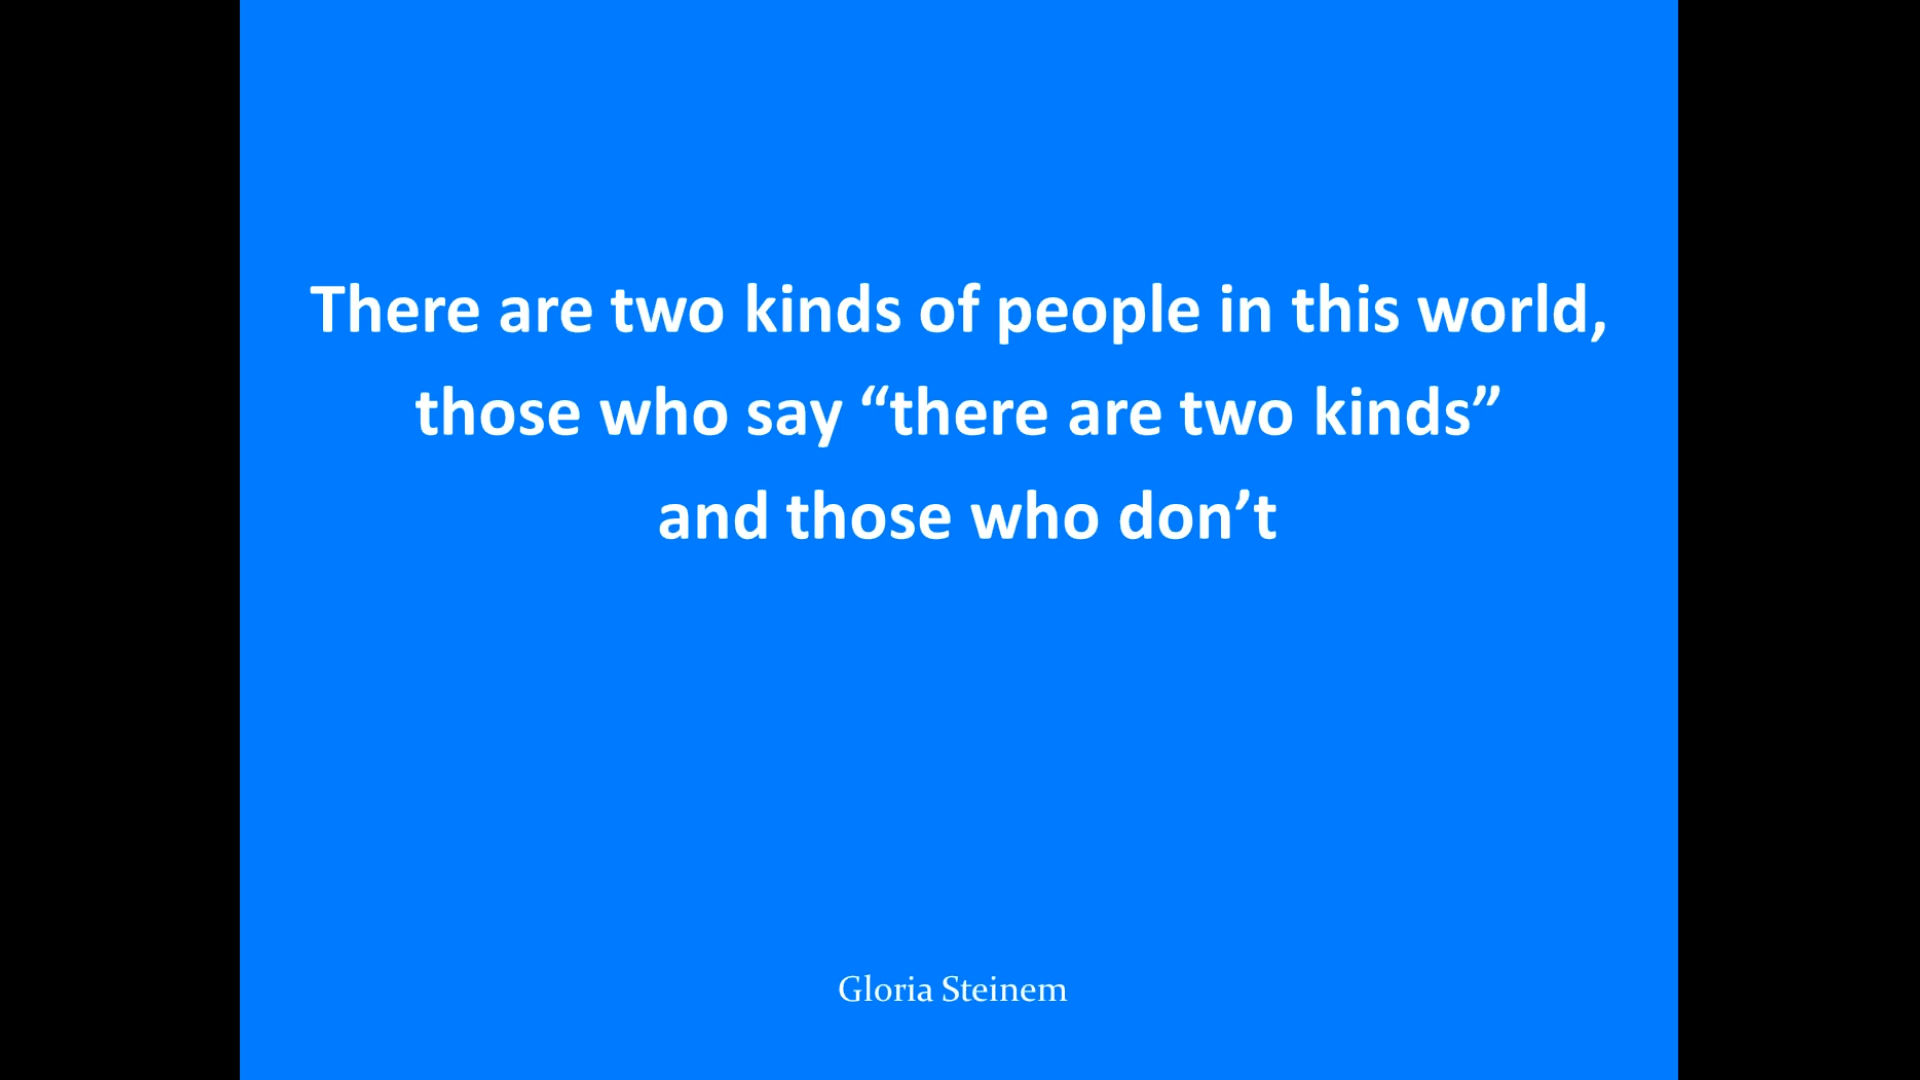 There are two kinds of people in this world,
those who say “there are two kinds”
and those who don’t
Gloria Steinem